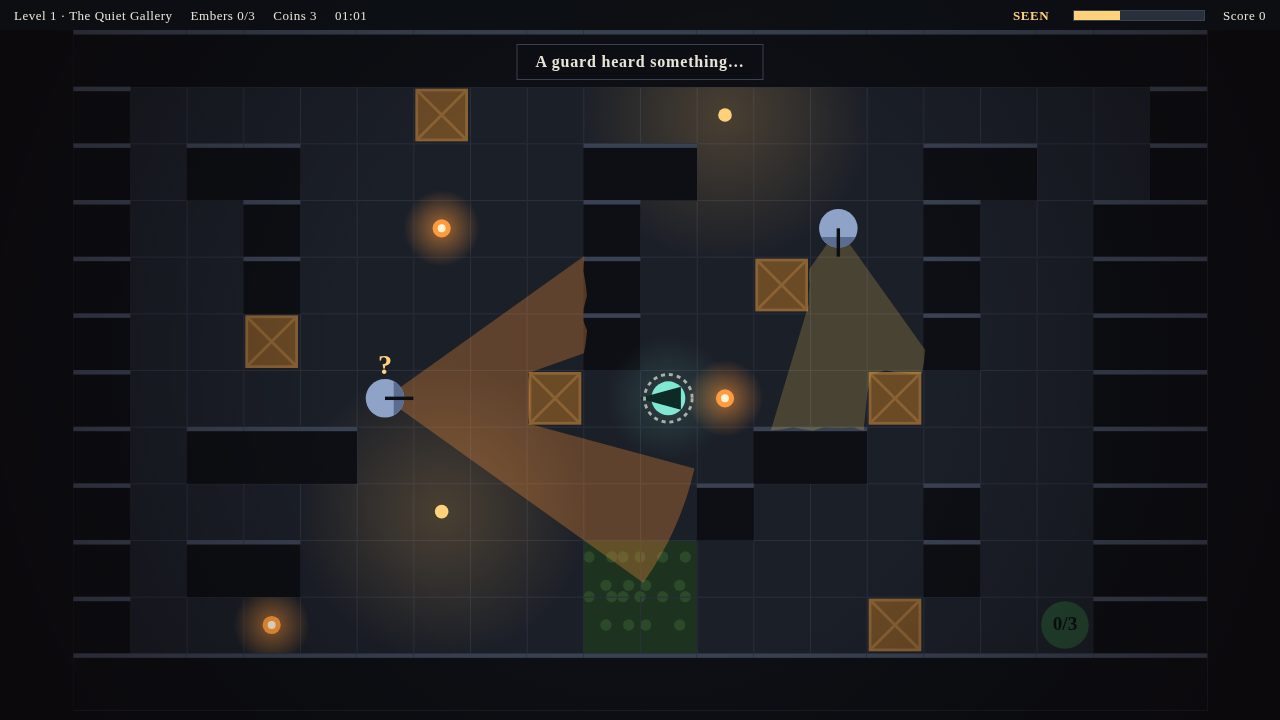 Level 1 · The Quiet Gallery Embers 0/3 Coins 3 01:01 SEEN Score 0
A guard heard something…
?
0/3